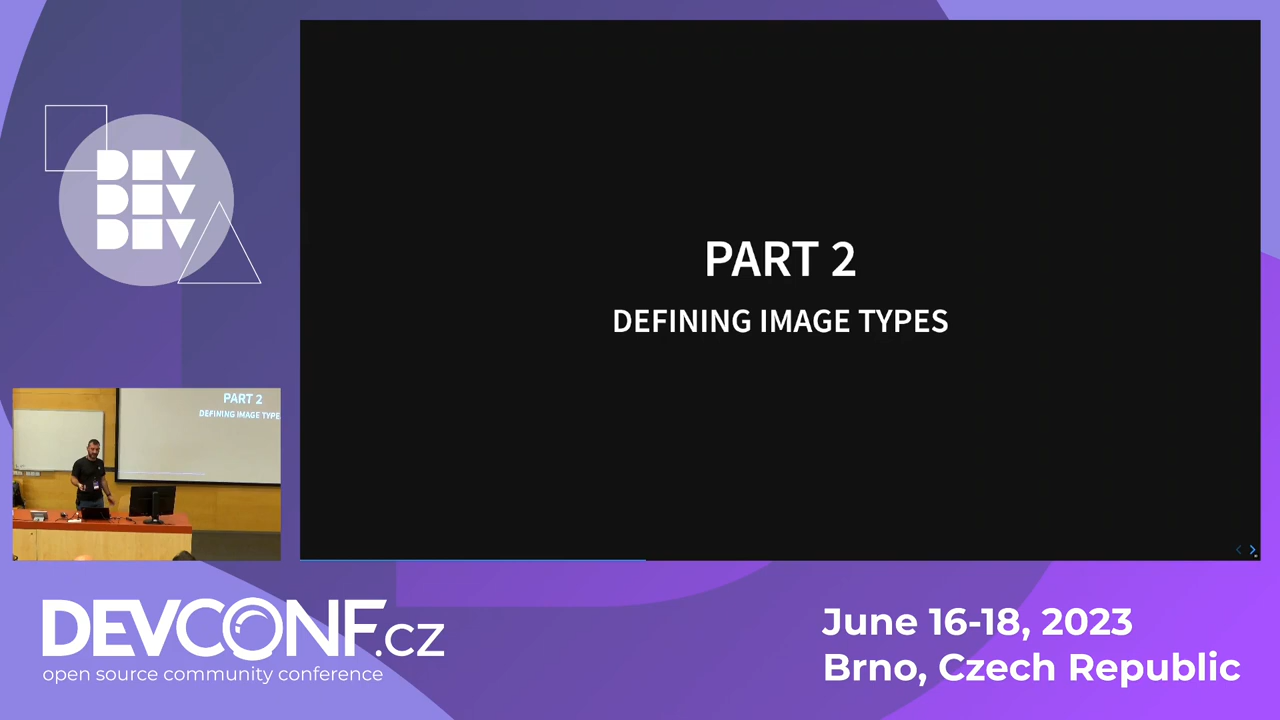 DEV
DEV
DEV
PART 2
DEFINING IMAGE TYPES
PART 2
DEFINING IMAGE TYPE
DEVCONF.CZ
open source community conference
June 16-18, 2023
Brno, Czech Republic